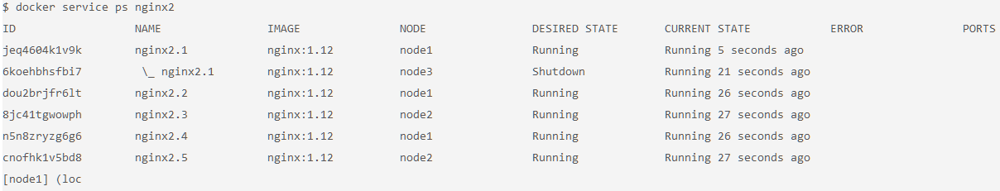 $ docker service ps nginx2
ID NAME IMAGE NODE DESIRED STATE CURRENT STATE ERROR PORTS
jeq4604k1v9k nginx2.1 nginx:1.12 node1 Running Running 5 seconds ago
6koehbhsfbi7 \_ nginx2.1 nginx:1.12 node3 Shutdown Running 21 seconds ago
dou2brjfr6lt nginx2.2 nginx:1.12 node1 Running Running 26 seconds ago
8jc41tgwowph nginx2.3 nginx:1.12 node2 Running Running 27 seconds ago
n5n8zryzg6g6 nginx2.4 nginx:1.12 node1 Running Running 26 seconds ago
cnofhk1v5bd8 nginx2.5 nginx:1.12 node2 Running Running 27 seconds ago
[node1] (loc